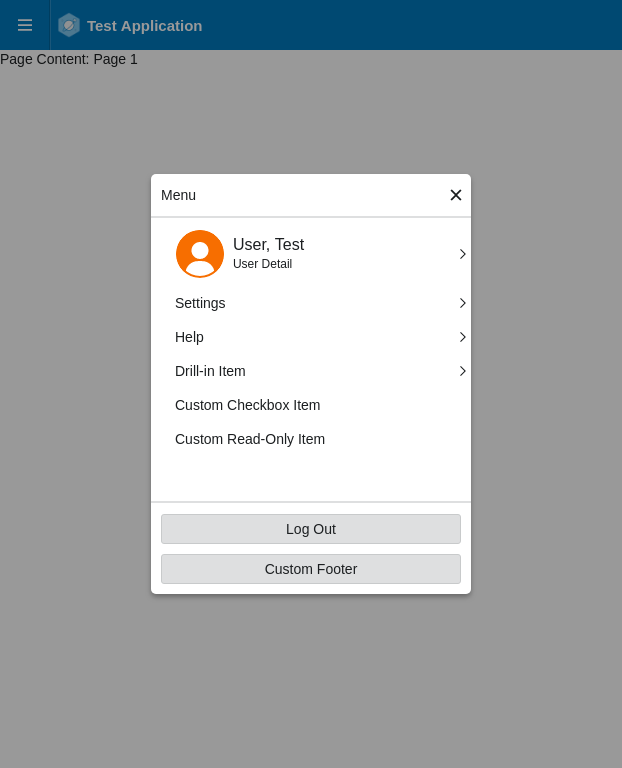 Test Application
Page Content: Page 1
Menu
User, Test
User Detail
Settings
Help
Drill-in Item
Custom Checkbox Item
Custom Read-Only Item
Log Out
Custom Footer